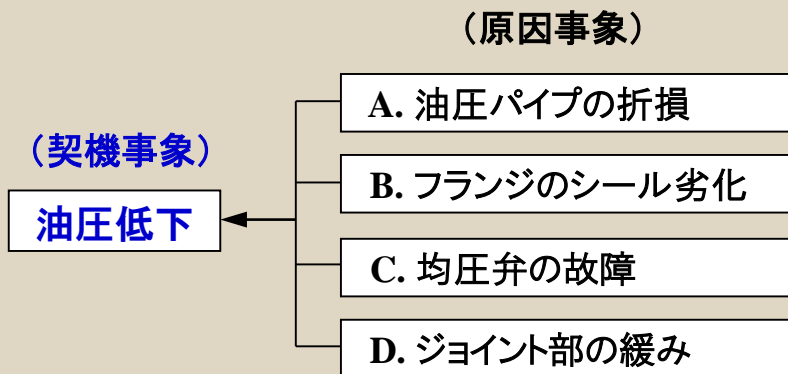 （原因事象）
A. 油圧パイプの折損
（契機事象）
B. フランジのシール劣化
油圧低下
C. 均圧弁の故障
D. ジョイント部の緩み